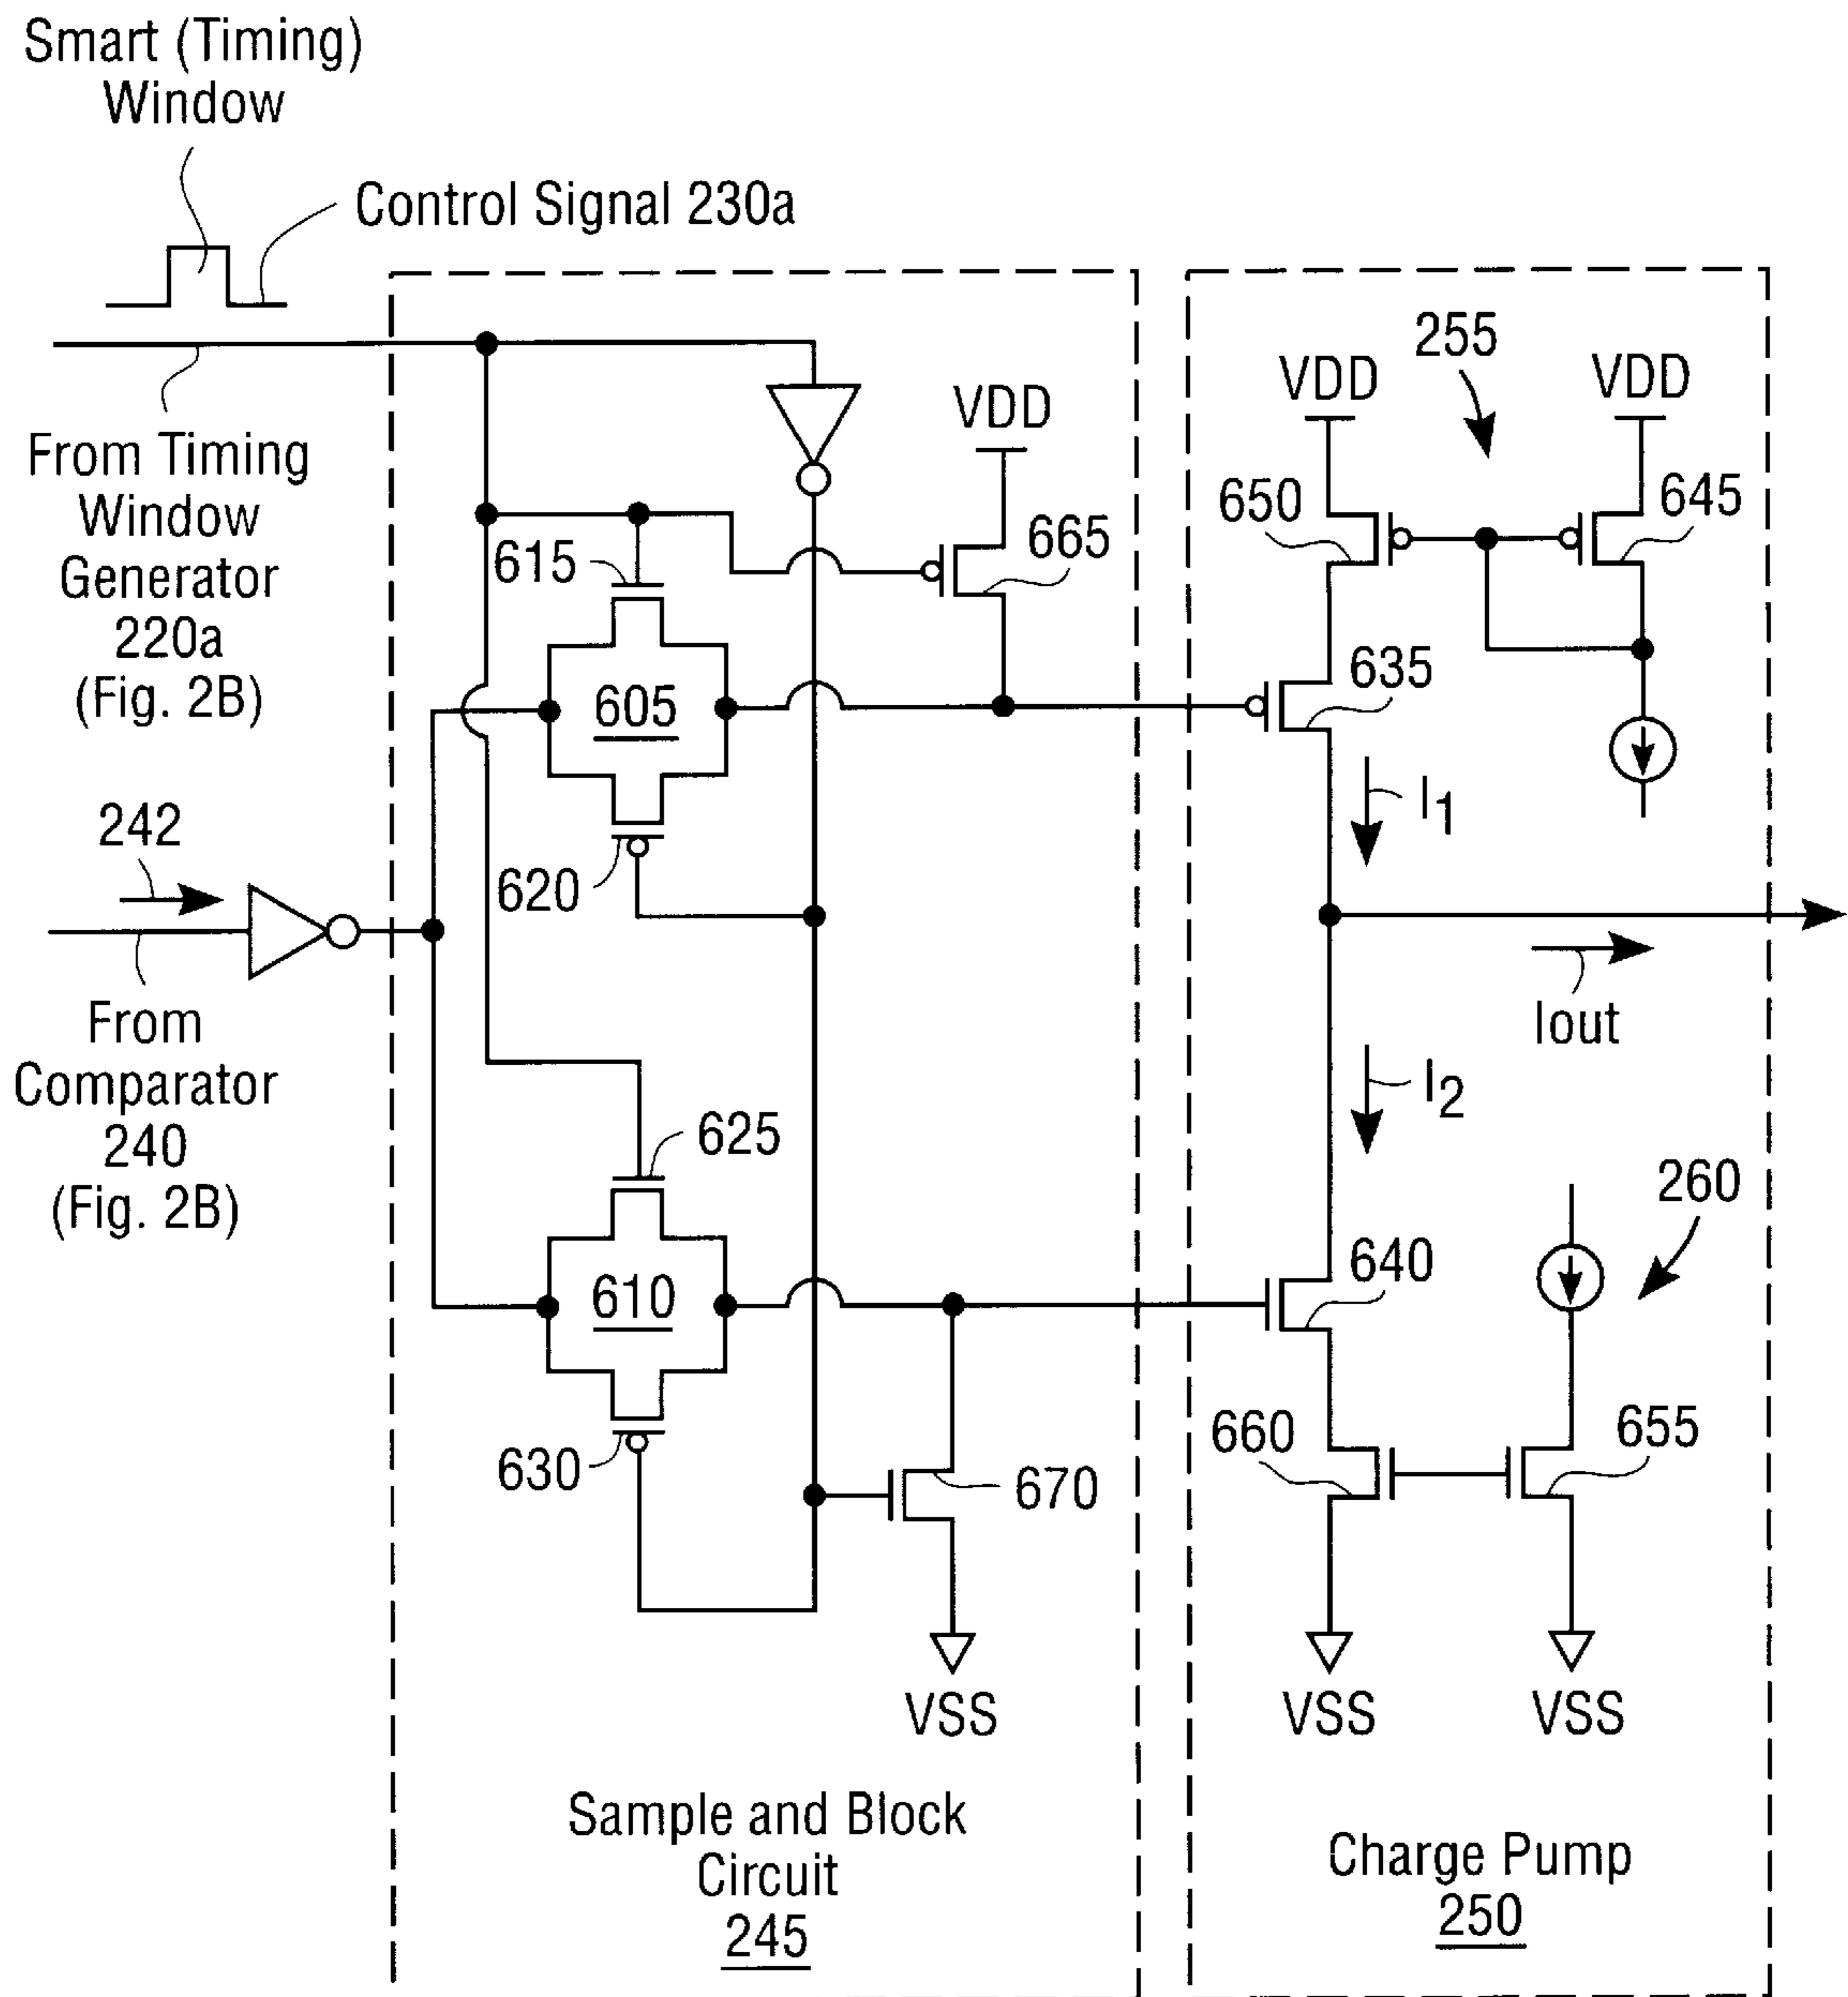 Smart (Timing)
Window
Control Signal 230a
From Timing
Window
Generator
220a
(Fig. 2B)
242
From
Comparator
240
(Fig. 2B)
615
605
620
VDD
665
625
610
630
670
VSS
Sample and Block
Circuit
245
255
VDD
VDD
650
645
635
I1
Iout
I2
260
640
660
655
VSS
VSS
Charge Pump
250